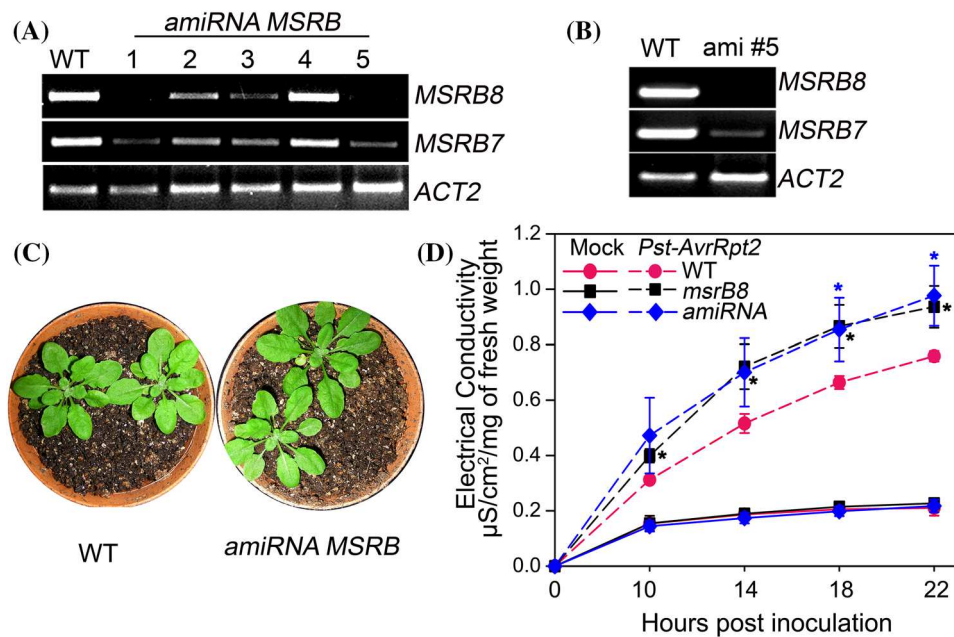 (A)
amiRNA MSRB
WT 1 2 3 4 5
MSRB8
MSRB7
ACT2
(B)
WT ami #5
MSRB8
MSRB7
ACT2
(C)
WT amiRNA MSRB
(D)
Electrical Conductivity
µS/cm²/mg of fresh weight
1.2
1.0
0.8
0.6
0.4
0.2
0.0
Mock Pst-AvrRpt2
WT
msrB8
amiRNA
* * * * * *
0 10 14 18 22
Hours post inoculation